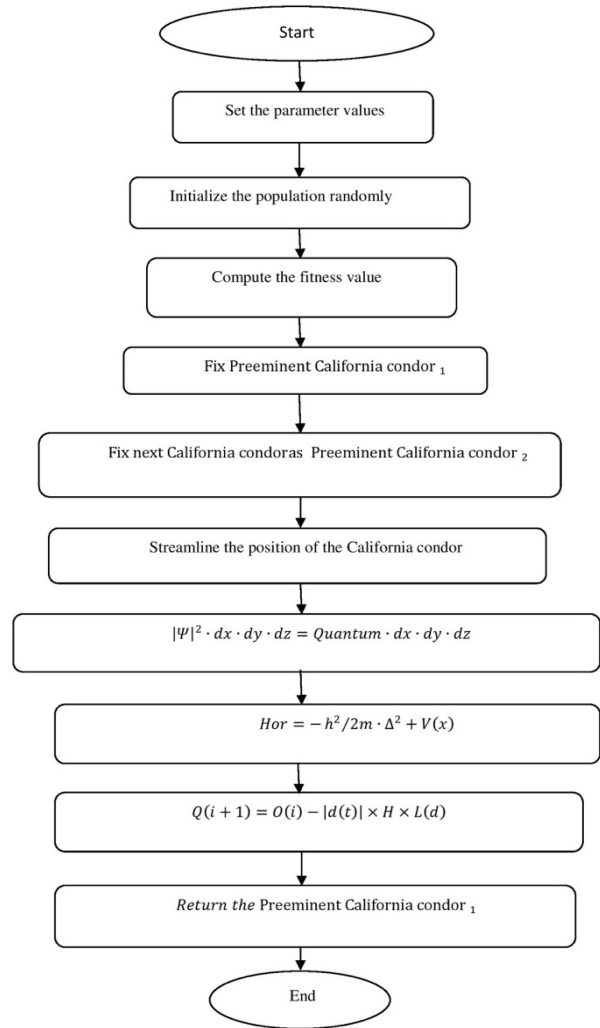 Start
Set the parameter values
Initialize the population randomly
Compute the fitness value
Fix Preeminent California condor ₁
Fix next California condoras Preeminent California condor ₂
Streamline the position of the California condor
|Ψ|² · dx · dy · dz = Quantum · dx · dy · dz
Hor = − h²/2m · Δ² + V(x)
Q(i + 1) = O(i) − |d(t)| × H × L(d)
Return the Preeminent California condor ₁
End